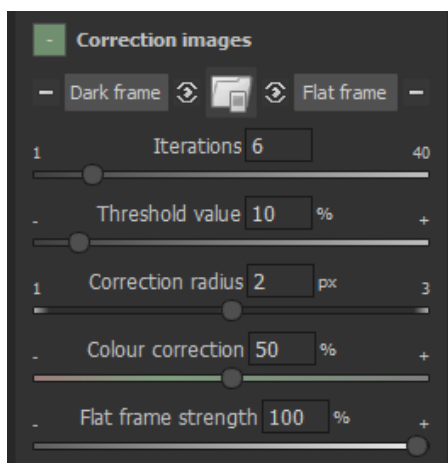 - Correction images
- Dark frame Flat frame -
1 Iterations 6 40
- Threshold value 10 % +
1 Correction radius 2 px 3
- Colour correction 50 % +
- Flat frame strength 100 % +